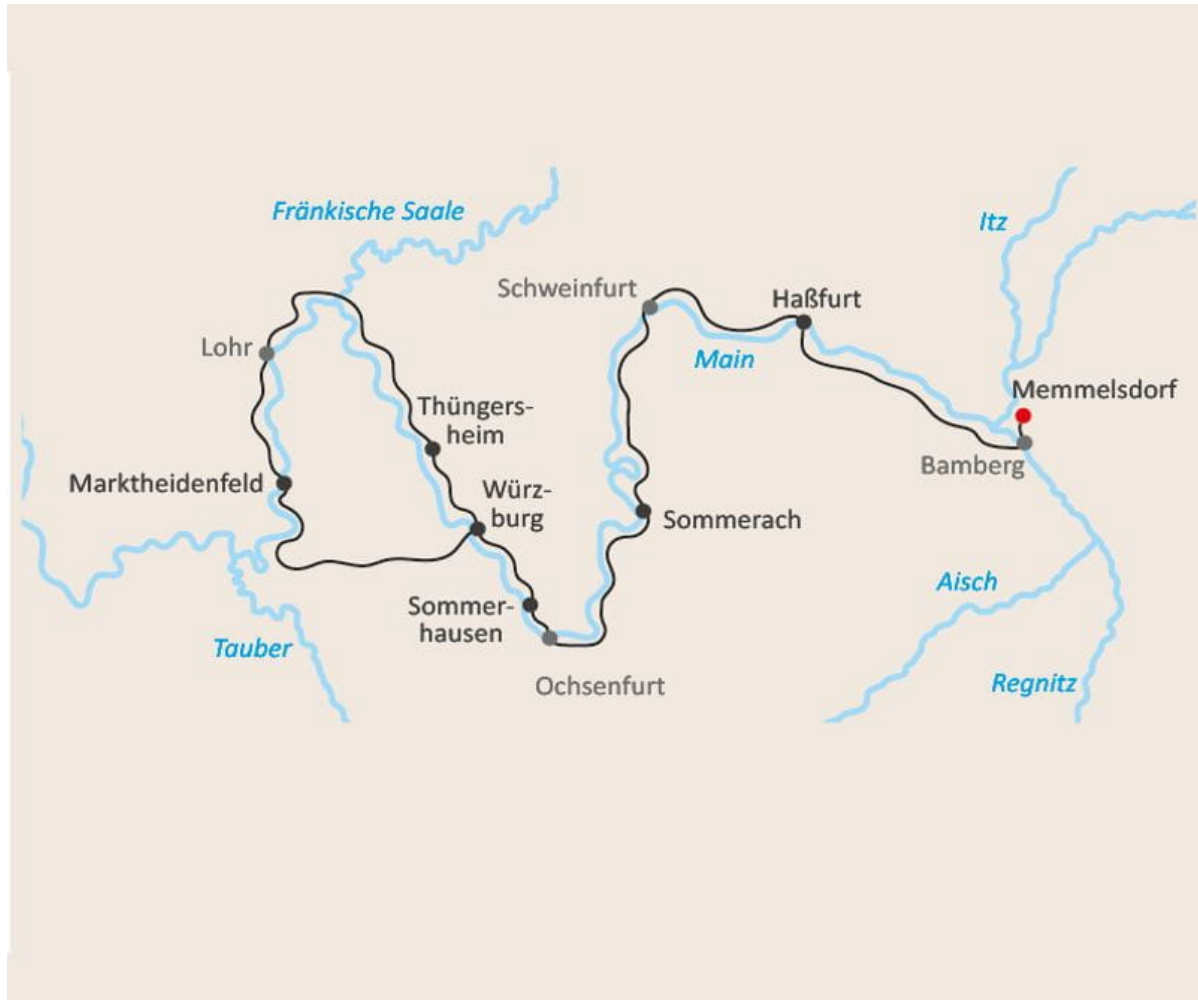 Fränkische Saale
Itz
Schweinfurt
Haßfurt
Lohr
Main
Memmelsdorf
Thüngers-
heim
Bamberg
Marktheidenfeld
Würz-
burg
Sommerach
Aisch
Sommer-
hausen
Tauber
Ochsenfurt
Regnitz